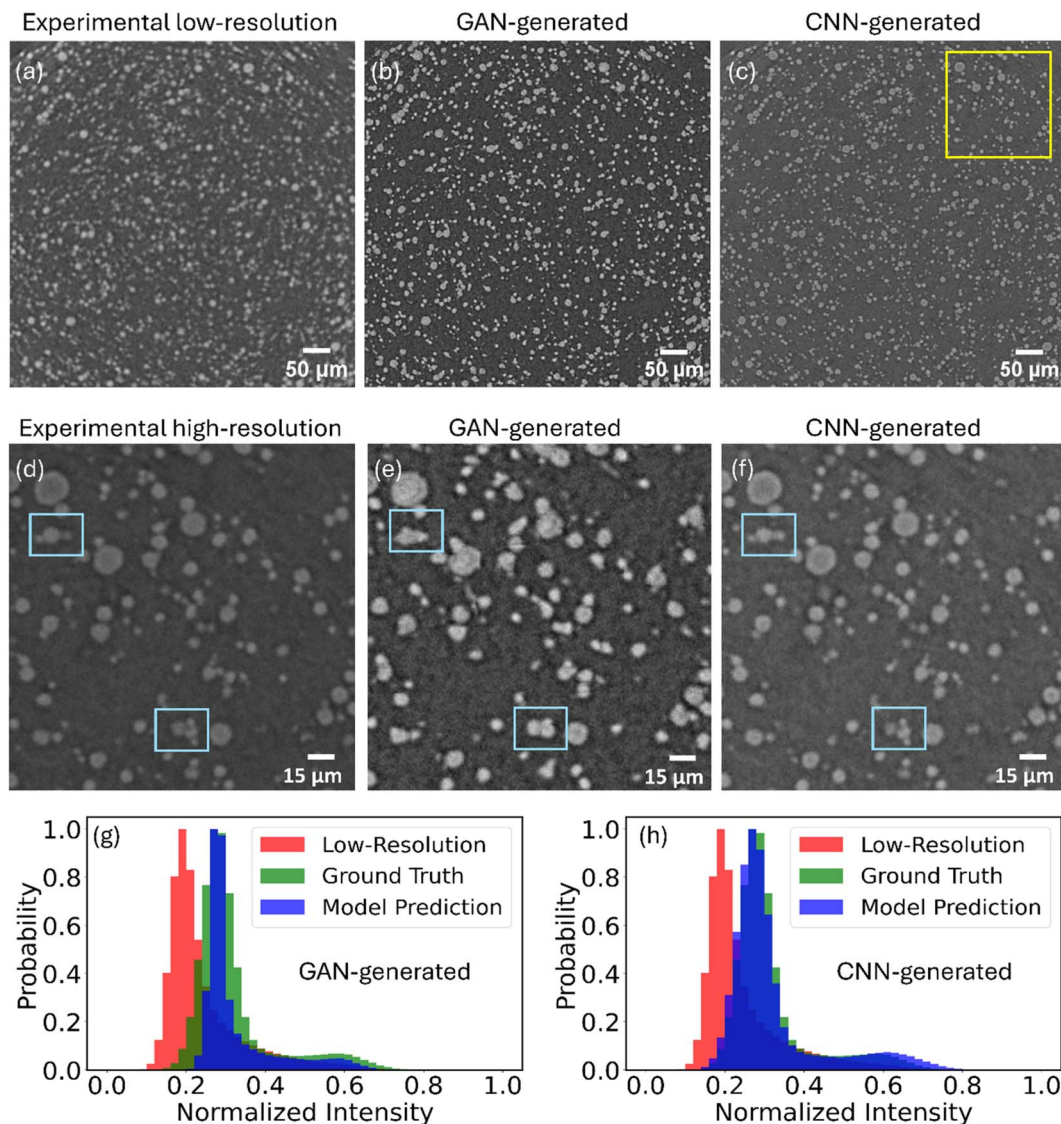 Experimental low-resolution GAN-generated CNN-generated
(a) (b) (c)
50 µm 50 µm 50 µm
Experimental high-resolution GAN-generated CNN-generated
(d) (e) (f)
15 µm 15 µm 15 µm
(g)
Low-Resolution
Ground Truth
Model Prediction
GAN-generated
Probability
1.0
0.8
0.6
0.4
0.2
0.0
0.0 0.2 0.4 0.6 0.8 1.0
Normalized Intensity
(h)
Low-Resolution
Ground Truth
Model Prediction
CNN-generated
Probability
1.0
0.8
0.6
0.4
0.2
0.0
0.0 0.2 0.4 0.6 0.8 1.0
Normalized Intensity